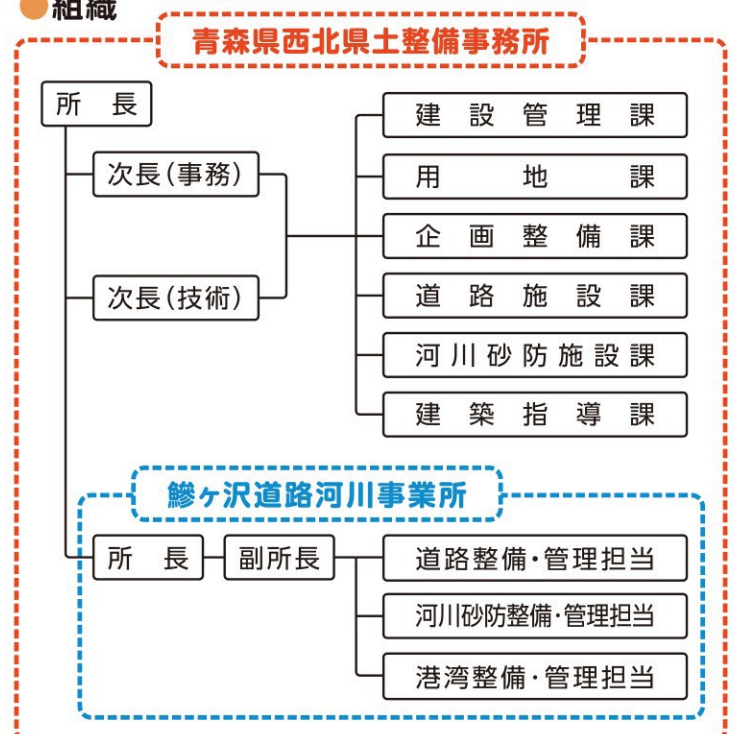 ●組織
青森県西北県土整備事務所
所長
次長(事務)
次長(技術)
建設管理課
用地課
企画整備課
道路施設課
河川砂防施設課
建築指導課
鰺ヶ沢道路河川事業所
所長
副所長
道路整備・管理担当
河川砂防整備・管理担当
港湾整備・管理担当